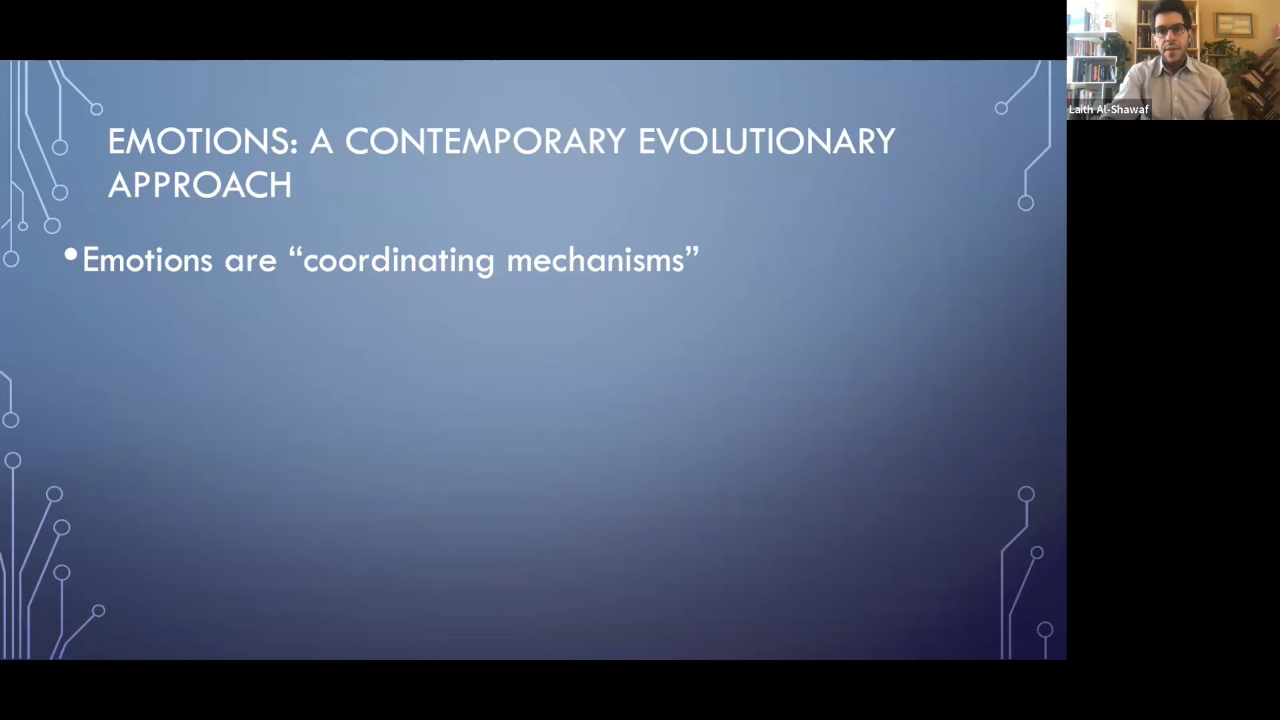 EMOTIONS: A CONTEMPORARY EVOLUTIONARY
APPROACH
•Emotions are “coordinating mechanisms”
Laith Al-Shawaf